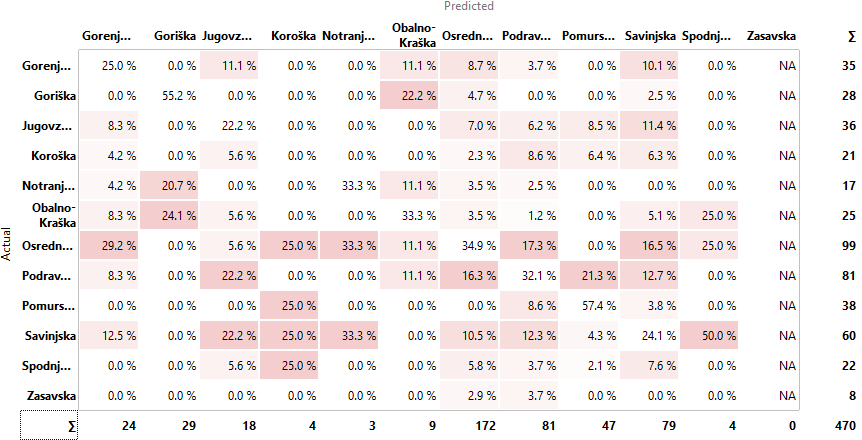 Predicted
Gorenj... Goriška Jugovz... Koroška Notranj... Obalno-Kraška Osredn... Podrav... Pomurs... Savinjska Spodnj... Zasavska Σ
Gorenj... 25.0 % 0.0 % 11.1 % 0.0 % 0.0 % 11.1 % 8.7 % 3.7 % 0.0 % 10.1 % 0.0 % NA 35
Goriška 0.0 % 55.2 % 0.0 % 0.0 % 0.0 % 22.2 % 4.7 % 0.0 % 0.0 % 2.5 % 0.0 % NA 28
Jugovz... 8.3 % 0.0 % 22.2 % 0.0 % 0.0 % 0.0 % 7.0 % 6.2 % 8.5 % 11.4 % 0.0 % NA 36
Koroška 4.2 % 0.0 % 5.6 % 0.0 % 0.0 % 0.0 % 2.3 % 8.6 % 6.4 % 6.3 % 0.0 % NA 21
Notranj... 4.2 % 20.7 % 0.0 % 0.0 % 33.3 % 11.1 % 3.5 % 2.5 % 0.0 % 0.0 % 0.0 % NA 17
Obalno-Kraška 8.3 % 24.1 % 5.6 % 0.0 % 0.0 % 33.3 % 3.5 % 1.2 % 0.0 % 5.1 % 25.0 % NA 25
Actual
Osredn... 29.2 % 0.0 % 5.6 % 25.0 % 33.3 % 11.1 % 34.9 % 17.3 % 0.0 % 16.5 % 25.0 % NA 99
Podrav... 8.3 % 0.0 % 22.2 % 0.0 % 0.0 % 11.1 % 16.3 % 32.1 % 21.3 % 12.7 % 0.0 % NA 81
Pomurs... 0.0 % 0.0 % 0.0 % 25.0 % 0.0 % 0.0 % 0.0 % 8.6 % 57.4 % 3.8 % 0.0 % NA 38
Savinjska 12.5 % 0.0 % 22.2 % 25.0 % 33.3 % 0.0 % 10.5 % 12.3 % 4.3 % 24.1 % 50.0 % NA 60
Spodnj... 0.0 % 0.0 % 5.6 % 25.0 % 0.0 % 0.0 % 5.8 % 3.7 % 2.1 % 7.6 % 0.0 % NA 22
Zasavska 0.0 % 0.0 % 0.0 % 0.0 % 0.0 % 0.0 % 2.9 % 3.7 % 0.0 % 0.0 % 0.0 % NA 8
Σ 24 29 18 4 3 9 172 81 47 79 4 0 470